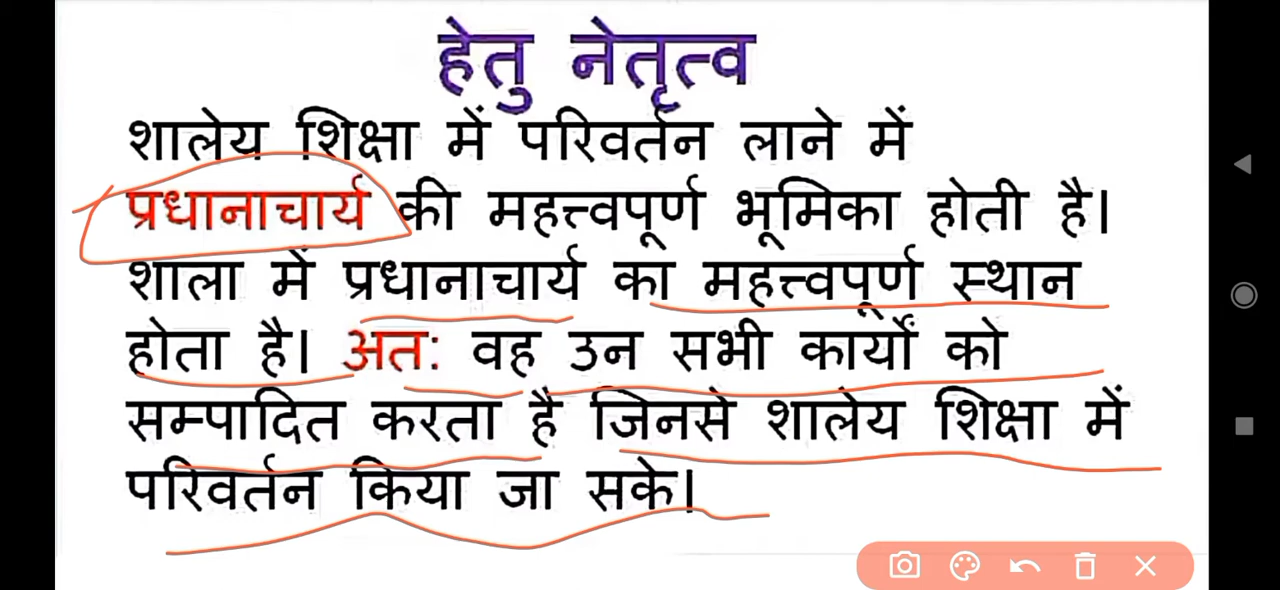 हेतु नेतृत्व
शालेय शिक्षा में परिवर्तन लाने में
प्रधानाचार्य की महत्त्वपूर्ण भूमिका होती है।
शाला में प्रधानाचार्य का महत्त्वपूर्ण स्थान
होता है। अत: वह उन सभी कार्यों को
सम्पादित करता है जिनसे शालेय शिक्षा में
परिवर्तन किया जा सके।